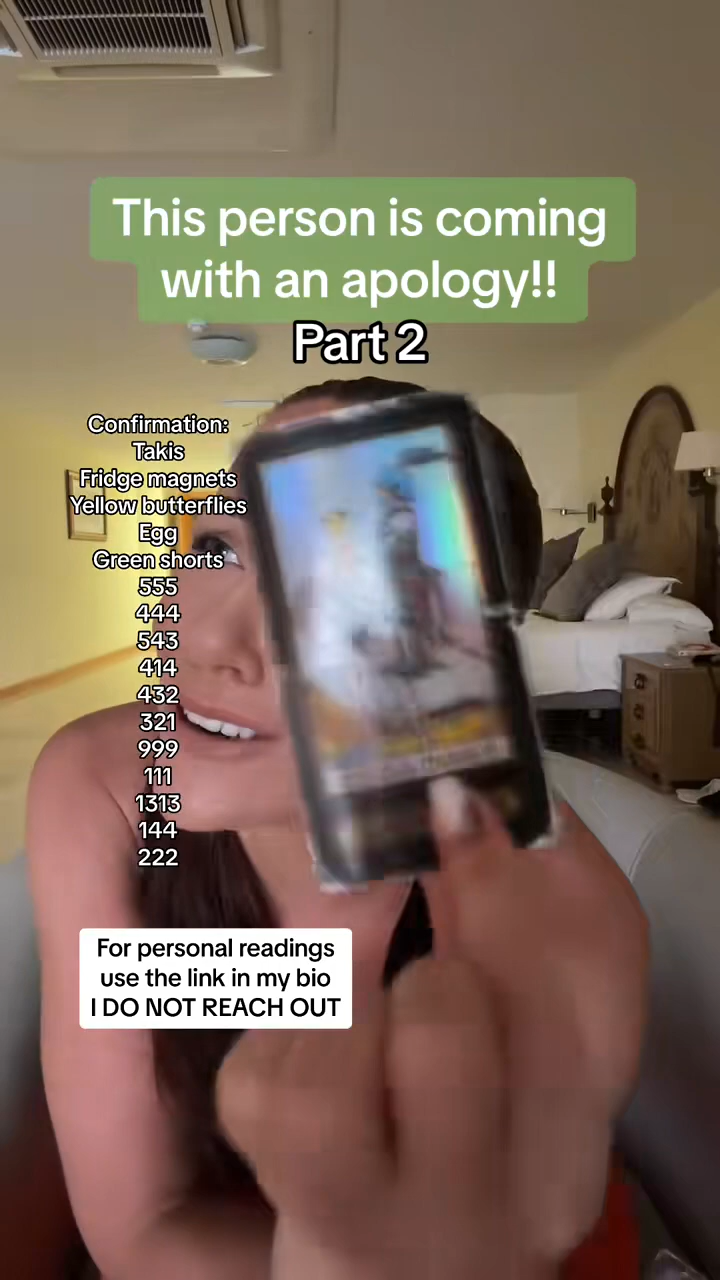 This person is coming
with an apology!!
Part 2
Confirmation:
Takis
Fridge magnets
Yellow butterflies
Egg
Green shorts
555
444
543
414
432
321
999
111
1313
144
222
For personal readings
use the link in my bio
I DO NOT REACH OUT